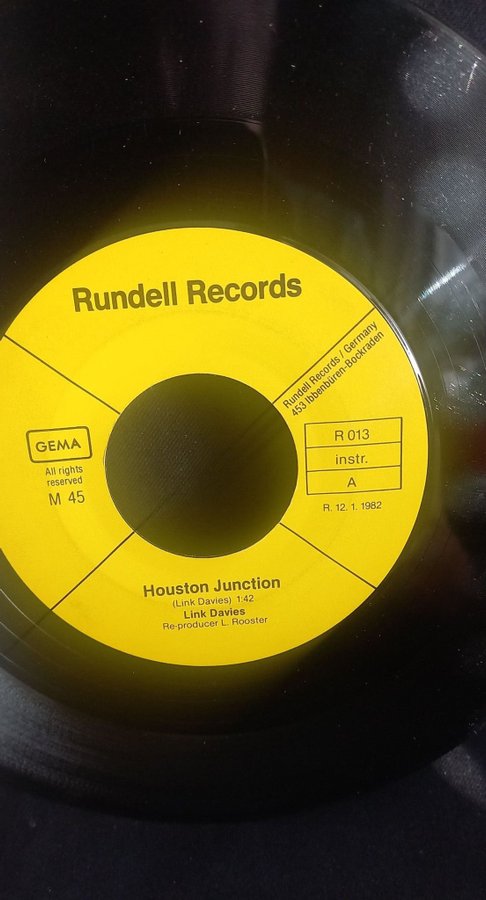 Rundell Records
Rundell Records / Germany
453 Ibbenbüren-Bockraden
GEMA
All rights
reserved
M 45
R 013
instr.
A
R. 12. 1. 1982
Houston Junction
(Link Davies) 1:42
Link Davies
Re-producer L. Rooster